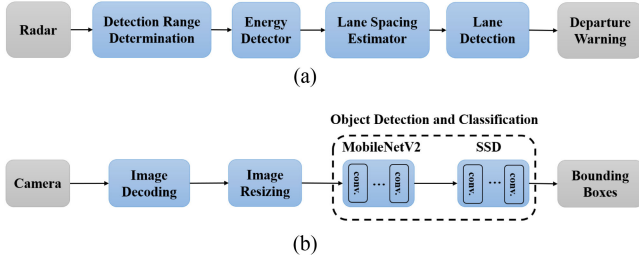 Radar
Detection Range
Determination
Energy
Detector
Lane Spacing
Estimator
Lane
Detection
Departure
Warning
(a)
Object Detection and Classification
MobileNetV2
SSD
Camera
Image
Decoding
Image
Resizing
conv.
...
conv.
conv.
...
conv.
Bounding
Boxes
(b)